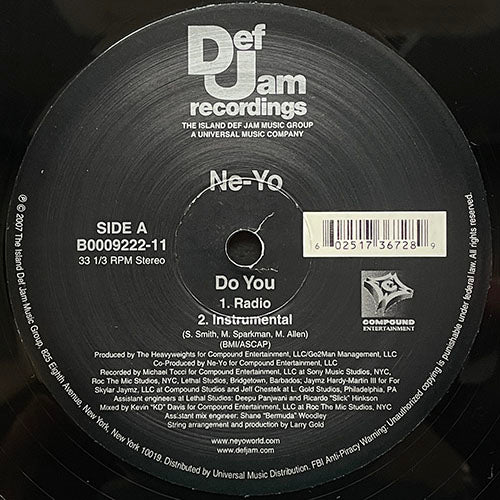 Def
Jam
recordings
THE ISLAND DEF JAM MUSIC GROUP
A UNIVERSAL MUSIC COMPANY
Ne-Yo
SIDE A
B0009222-11
33 1/3 RPM Stereo
6 02517 36728 9
Do You
1. Radio
2. Instrumental
(S. Smith, M. Sparkman, M. Allen)
(BMI/ASCAP)
COMPOUND
ENTERTAINMENT
Produced by The Heavyweights for Compound Entertainment, LLC/Go2Man Management, LLC
Co-Produced by Ne-Yo for Compound Entertainment, LLC
Recorded by Michael Tocci for Compound Entertainment, LLC at Sony Music Studios, NYC,
Roc The Mic Studios, NYC, Lethal Studios, Bridgetown, Barbados; Jaymz Hardy-Martin III for For
Skylar Jaymz, LLC at Compound Studios and Jeff Chestek at L. Gold Studios, Philadelphia, PA
Assistant engineers at Lethal Studios: Deepu Panjwani and Ricardo "Slick" Hinkson
Mixed by Kevin "KD" Davis for Compound Entertainment, LLC at Roc The Mic Studios, NYC
Assistant mix engineer: Shane "Bermuda" Woodley
String arrangement and production by Larry Gold
www.neyoworld.com
www.defjam.com
℗ © 2007 The Island Def Jam Music Group, 825 Eighth Avenue, New York, New York 10019. Distributed by Universal Music Distribution. FBI Anti-Piracy Warning: Unauthorized copying is punishable under federal law. All rights reserved.